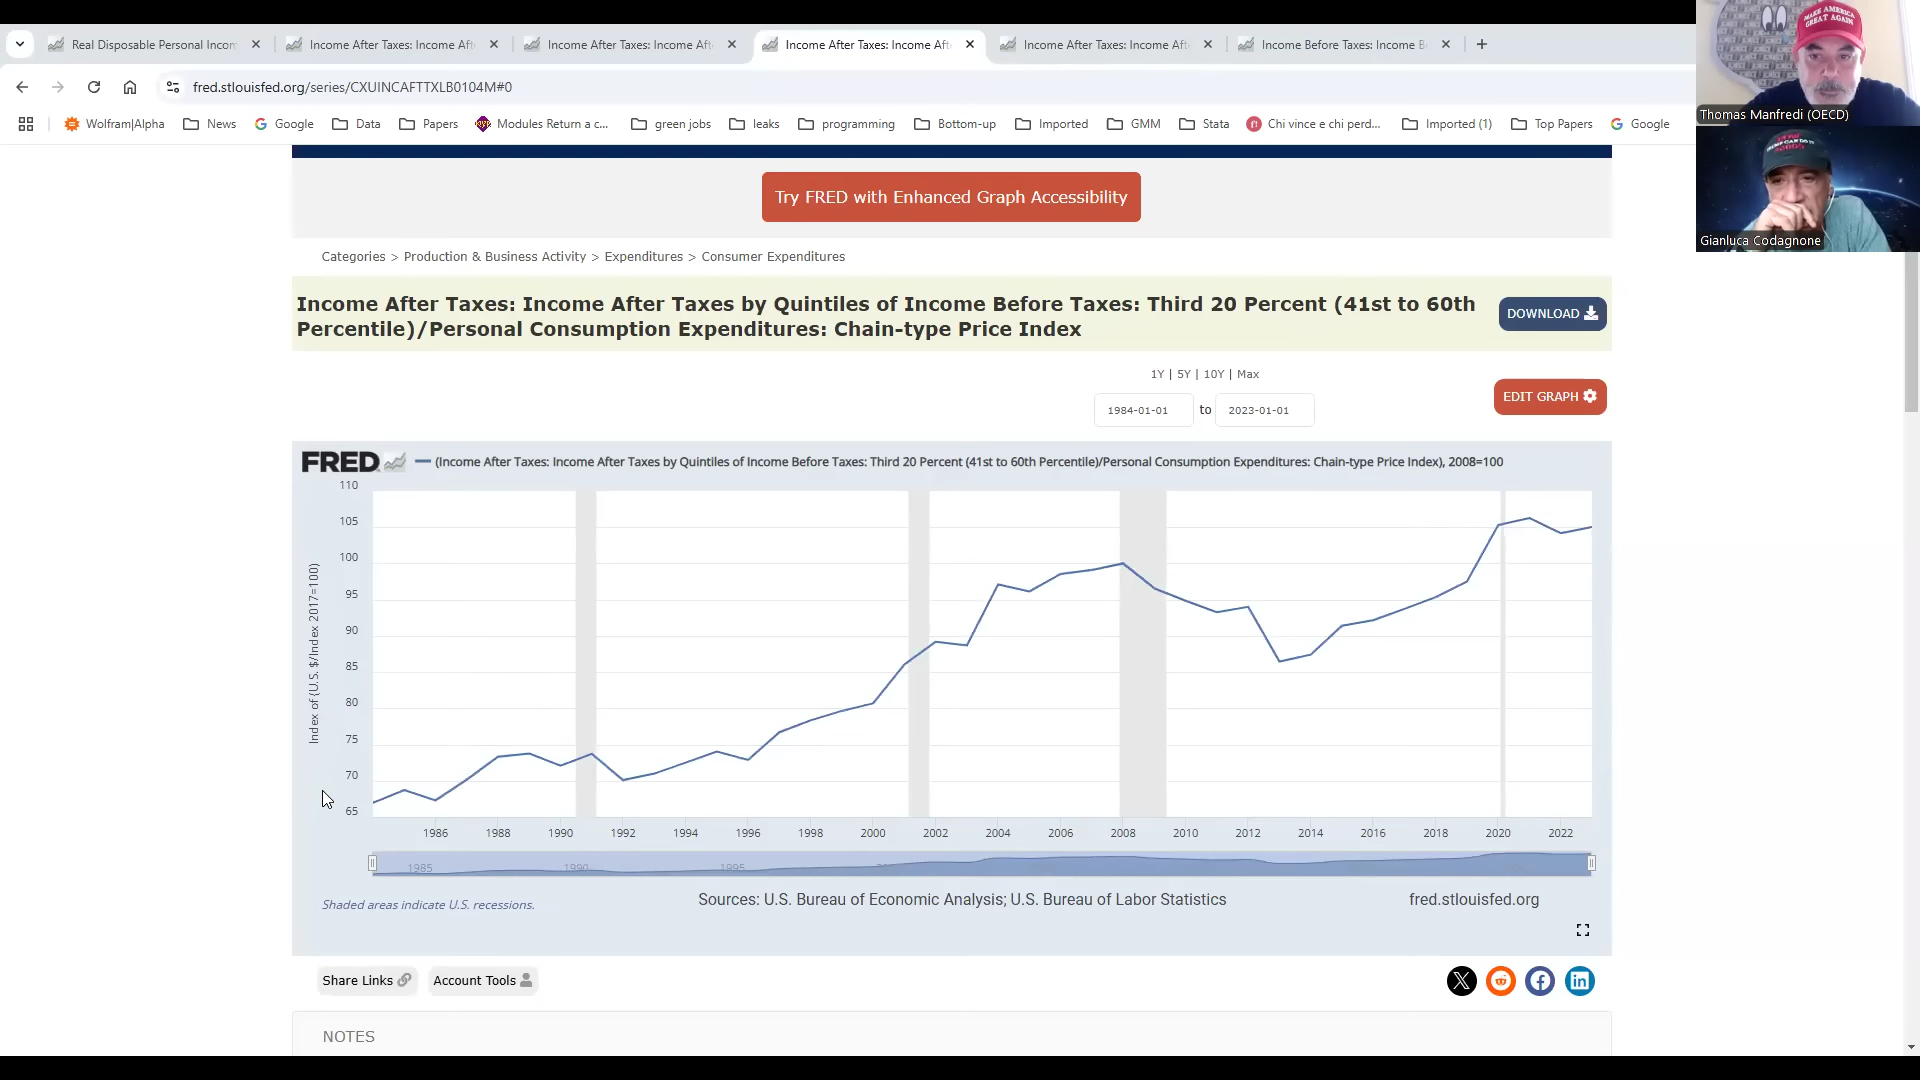 Real Disposable Personal Incom
Income After Taxes: Income Aft
Income After Taxes: Income Aft
Income After Taxes: Income Aft
Income After Taxes: Income Aft
Income Before Taxes: Income B
fred.stlouisfed.org/series/CXUINCAFTTXLB0104M#0
Wolfram|Alpha
News
Google
Data
Papers
Modules Return a c...
green jobs
leaks
programming
Bottom-up
Imported
GMM
Stata
Chi vince e chi perd...
Imported (1)
Top Papers
Google
MAKE AMERICA
GREAT AGAIN
Thomas Manfredi (OECD)
Gianluca Codagnone
Try FRED with Enhanced Graph Accessibility
Categories > Production & Business Activity > Expenditures > Consumer Expenditures
Income After Taxes: Income After Taxes by Quintiles of Income Before Taxes: Third 20 Percent (41st to 60th
Percentile)/Personal Consumption Expenditures: Chain-type Price Index
DOWNLOAD
1Y | 5Y | 10Y | Max
1984-01-01 to 2023-01-01
EDIT GRAPH
FRED
(Income After Taxes: Income After Taxes by Quintiles of Income Before Taxes: Third 20 Percent (41st to 60th Percentile)/Personal Consumption Expenditures: Chain-type Price Index), 2008=100
Index of (U.S. $/Index 2017=100)
110
105
100
95
90
85
80
75
70
65
1986 1988 1990 1992 1994 1996 1998 2000 2002 2004 2006 2008 2010 2012 2014 2016 2018 2020 2022
1985 1990 1995
Shaded areas indicate U.S. recessions.
Sources: U.S. Bureau of Economic Analysis; U.S. Bureau of Labor Statistics
fred.stlouisfed.org
Share Links
Account Tools
NOTES